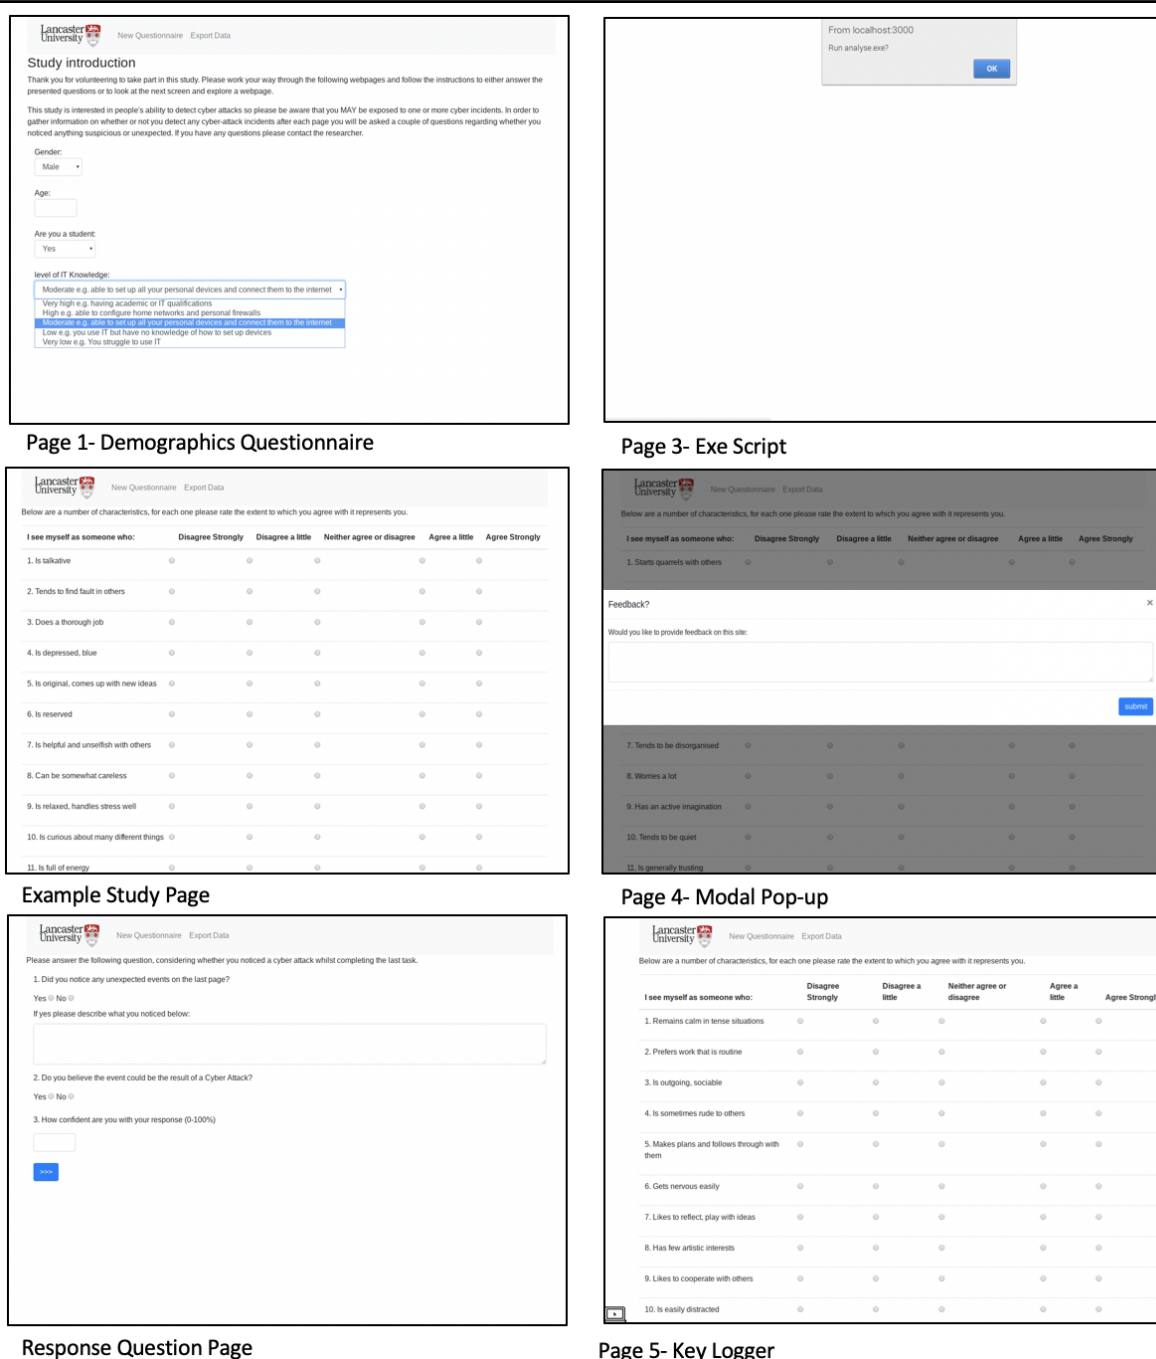 Lancaster
University
New Questionnaire Export Data
Study introduction
Thank you for volunteering to take part in this study. Please work your way through the following webpages and follow the instructions to either answer the
presented questions or to look at the next screen and explore a webpage.
This study is interested in people's ability to detect cyber attacks so please be aware that you MAY be exposed to one or more cyber incidents. In order to
gather information on whether or not you detect any cyber-attack incidents after each page you will be asked a couple of questions regarding whether you
noticed anything suspicious or unexpected. If you have any questions please contact the researcher.
Gender:
Male
Age:
Are you a student:
Yes
level of IT Knowledge:
Moderate e.g. able to set up all your personal devices and connect them to the internet
Very high e.g. having academic or IT qualifications
High e.g. able to configure home networks and personal firewalls
Moderate e.g. able to set up all your personal devices and connect them to the internet
Low e.g. you use IT but have no knowledge of how to set up devices
Very low e.g. You struggle to use IT
Page 1- Demographics Questionnaire
From localhost:3000
Run analyse exe?
OK
Page 3- Exe Script
Lancaster
University
New Questionnaire Export Data
Below are a number of characteristics, for each one please rate the extent to which you agree with it represents you.
I see myself as someone who: Disagree Strongly Disagree a little Neither agree or disagree Agree a little Agree Strongly
1. Is talkative
2. Tends to find fault in others
3. Does a thorough job
4. Is depressed, blue
5. Is original, comes up with new ideas
6. Is reserved
7. Is helpful and unselfish with others
8. Can be somewhat careless
9. Is relaxed, handles stress well
10. Is curious about many different things
11. Is full of energy
Example Study Page
Lancaster
University
New Questionnaire Export Data
Below are a number of characteristics, for each one please rate the extent to which you agree with it represents you.
I see myself as someone who: Disagree Strongly Disagree a little Neither agree or disagree Agree a little Agree Strongly
1. Starts quarrels with others
Feedback?
×
Would you like to provide feedback on this site:
submit
7. Tends to be disorganised
8. Worries a lot
9. Has an active imagination
10. Tends to be quiet
11. Is generally trusting
Page 4- Modal Pop-up
Lancaster
University
New Questionnaire Export Data
Please answer the following question, considering whether you noticed a cyber attack whilst completing the last task.
1. Did you notice any unexpected events on the last page?
Yes No
If yes please describe what you noticed below:
2. Do you believe the event could be the result of a Cyber Attack?
Yes No
3. How confident are you with your response (0-100%)
>>>
Response Question Page
Lancaster
University
New Questionnaire Export Data
Below are a number of characteristics, for each one please rate the extent to which you agree with it represents you.
I see myself as someone who: Disagree Strongly Disagree a little Neither agree or disagree Agree a little Agree Strongl
1. Remains calm in tense situations
2. Prefers work that is routine
3. Is outgoing, sociable
4. Is sometimes rude to others
5. Makes plans and follows through with
them
6. Gets nervous easily
7. Likes to reflect, play with ideas
8. Has few artistic interests
9. Likes to cooperate with others
10. Is easily distracted
Page 5- Key Logger